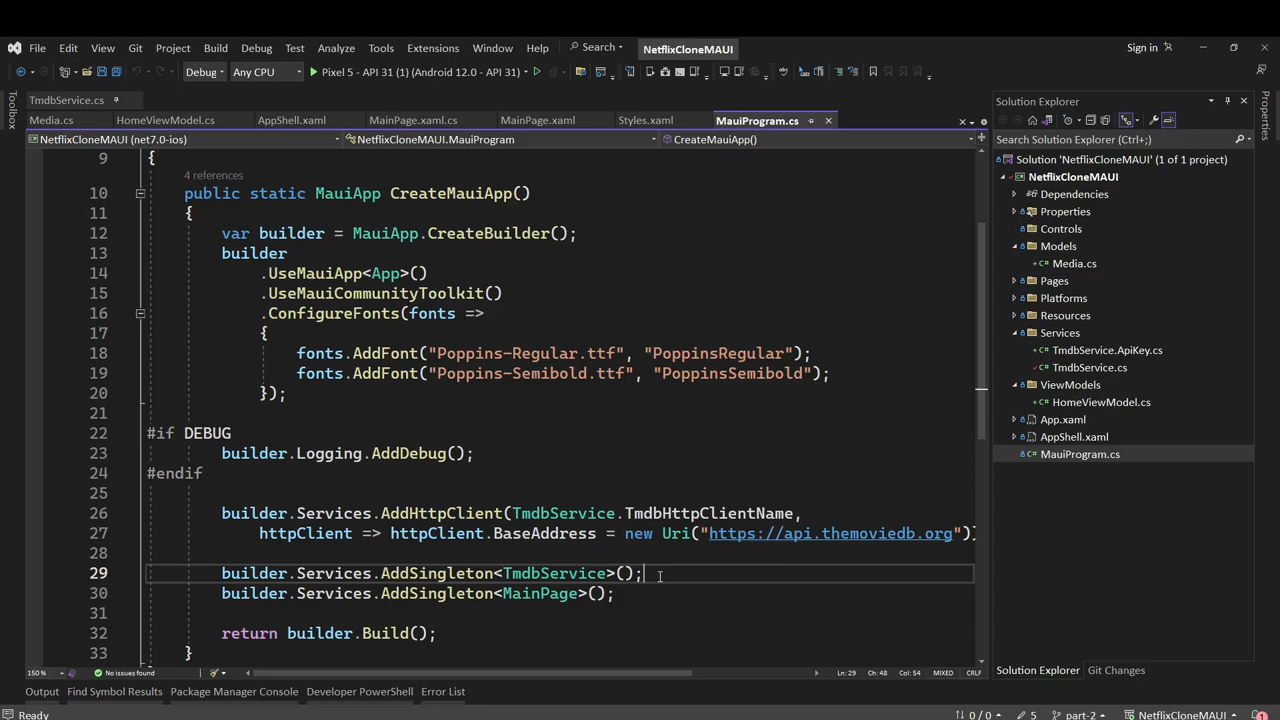 File Edit View Git Project Build Debug Test Analyze Tools Extensions Window Help Search NetflixCloneMAUI Sign in
Debug Any CPU Pixel 5 - API 31 (1) (Android 12.0 - API 31)
Toolbox
TmdbService.cs
Media.cs HomeViewModel.cs AppShell.xaml MainPage.xaml.cs MainPage.xaml Styles.xaml MauiProgram.cs
NetflixCloneMAUI (net7.0-ios) NetflixCloneMAUI.MauiProgram CreateMauiApp()
9 {
4 references
10 public static MauiApp CreateMauiApp()
11 {
12 var builder = MauiApp.CreateBuilder();
13 builder
14 .UseMauiApp<App>()
15 .UseMauiCommunityToolkit()
16 .ConfigureFonts(fonts =>
17 {
18 fonts.AddFont("Poppins-Regular.ttf", "PoppinsRegular");
19 fonts.AddFont("Poppins-Semibold.ttf", "PoppinsSemibold");
20 });
21
22 #if DEBUG
23 builder.Logging.AddDebug();
24 #endif
25
26 builder.Services.AddHttpClient(TmdbService.TmdbHttpClientName,
27 httpClient => httpClient.BaseAddress = new Uri("https://api.themoviedb.org"))
28
29 builder.Services.AddSingleton<TmdbService>();
30 builder.Services.AddSingleton<MainPage>();
31
32 return builder.Build();
33 }
150 % No issues found Ln: 29 Ch: 48 Col: 54 MIXED CRLF
Solution Explorer
Search Solution Explorer (Ctrl+;)
Solution 'NetflixCloneMAUI' (1 of 1 project)
NetflixCloneMAUI
Dependencies
Properties
Controls
Models
Media.cs
Pages
Platforms
Resources
Services
TmdbService.ApiKey.cs
TmdbService.cs
ViewModels
HomeViewModel.cs
App.xaml
AppShell.xaml
MauiProgram.cs
Solution Explorer Git Changes
Properties
Output Find Symbol Results Package Manager Console Developer PowerShell Error List
Ready 0 / 0 5 part-2 NetflixCloneMAUI 1